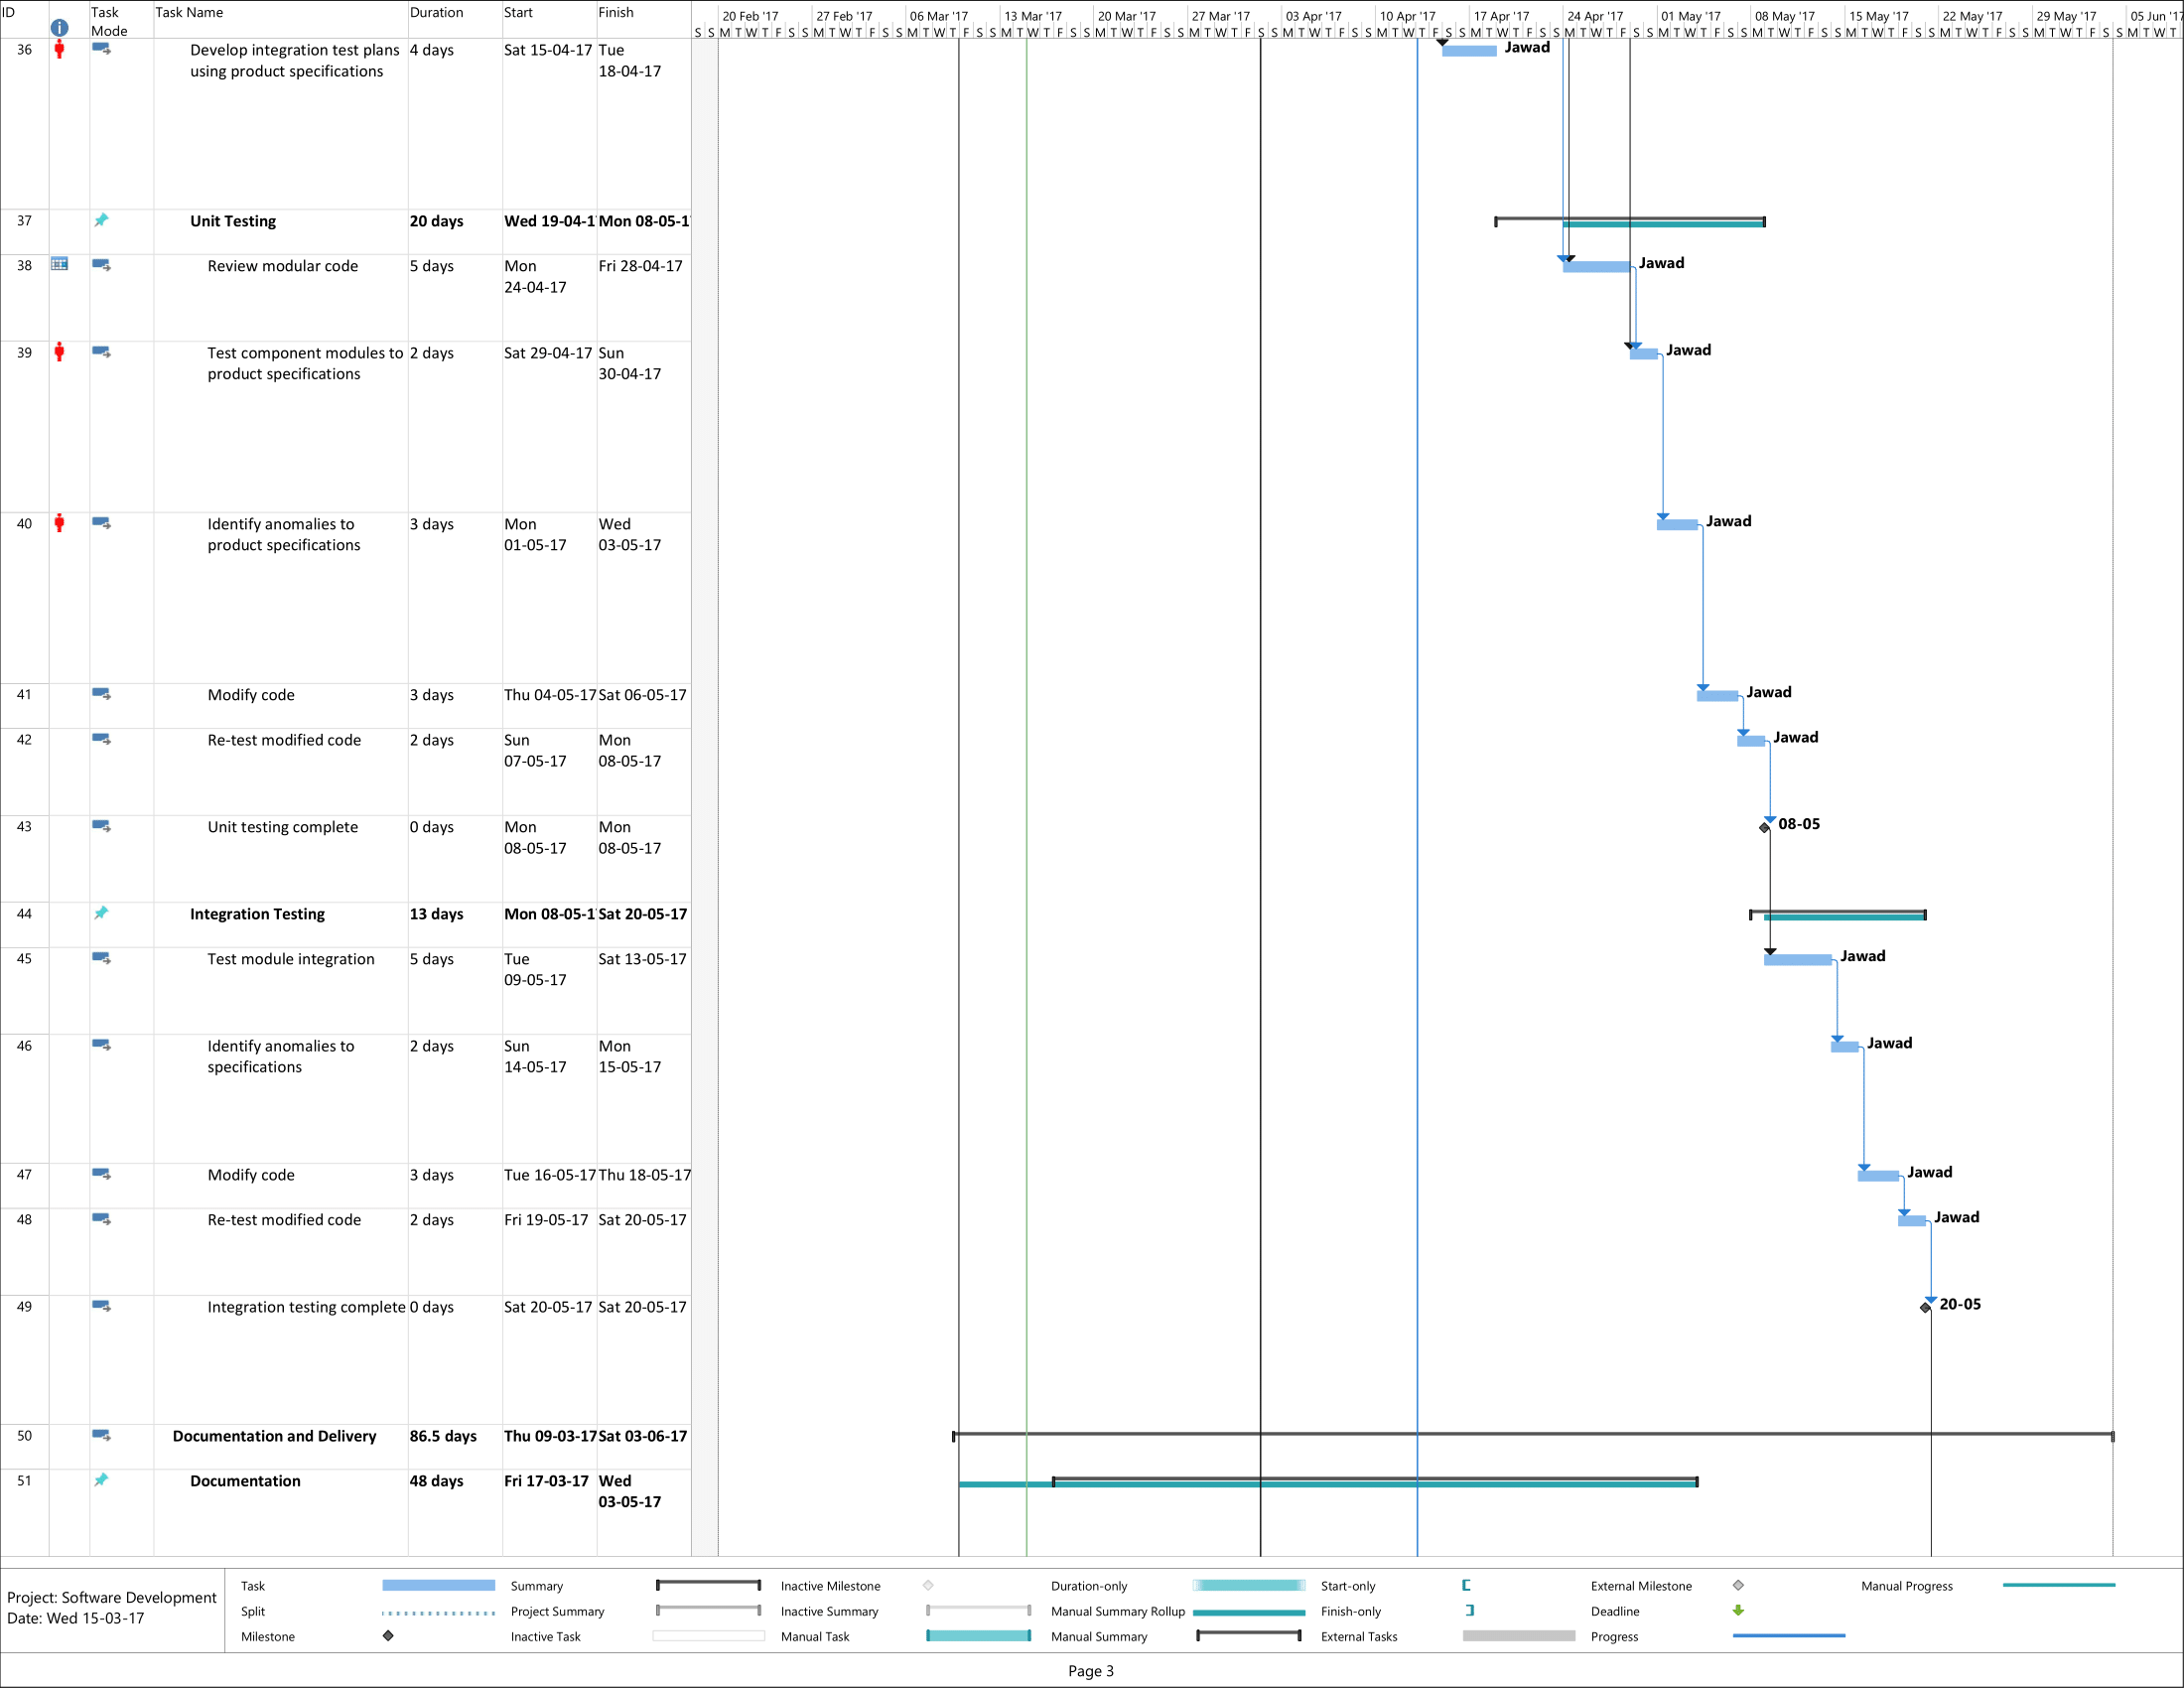 ID Task Mode Task Name Duration Start Finish
20 Feb '17 27 Feb '17 06 Mar '17 13 Mar '17 20 Mar '17 27 Mar '17 03 Apr '17 10 Apr '17 17 Apr '17 24 Apr '17 01 May '17 08 May '17 15 May '17 22 May '17 29 May '17 05 Jun '17
S S M T W T F S S M T W T F S S M T W T F S S M T W T F S S M T W T F S S M T W T F S S M T W T F S S M T W T F S S M T W T F S S M T W T F S S M T W T F S S M T W T F S S M T W T F S S M T W T F S S M T W T F S S M T W T
36 Develop integration test plans 4 days Sat 15-04-17 Tue Jawad
using product specifications 18-04-17
37 Unit Testing 20 days Wed 19-04-1 Mon 08-05-1
38 Review modular code 5 days Mon Fri 28-04-17 Jawad
24-04-17
39 Test component modules to 2 days Sat 29-04-17 Sun Jawad
product specifications 30-04-17
40 Identify anomalies to 3 days Mon Wed Jawad
product specifications 01-05-17 03-05-17
41 Modify code 3 days Thu 04-05-17 Sat 06-05-17 Jawad
42 Re-test modified code 2 days Sun Mon Jawad
07-05-17 08-05-17
43 Unit testing complete 0 days Mon Mon 08-05
08-05-17 08-05-17
44 Integration Testing 13 days Mon 08-05-1 Sat 20-05-17
45 Test module integration 5 days Tue Sat 13-05-17 Jawad
09-05-17
46 Identify anomalies to 2 days Sun Mon Jawad
specifications 14-05-17 15-05-17
47 Modify code 3 days Tue 16-05-17 Thu 18-05-17 Jawad
48 Re-test modified code 2 days Fri 19-05-17 Sat 20-05-17 Jawad
49 Integration testing complete 0 days Sat 20-05-17 Sat 20-05-17 20-05
50 Documentation and Delivery 86.5 days Thu 09-03-17 Sat 03-06-17
51 Documentation 48 days Fri 17-03-17 Wed
03-05-17
Project: Software Development
Date: Wed 15-03-17
Task Summary Inactive Milestone Duration-only Start-only External Milestone Manual Progress
Split Project Summary Inactive Summary Manual Summary Rollup Finish-only Deadline
Milestone Inactive Task Manual Task Manual Summary External Tasks Progress
Page 3